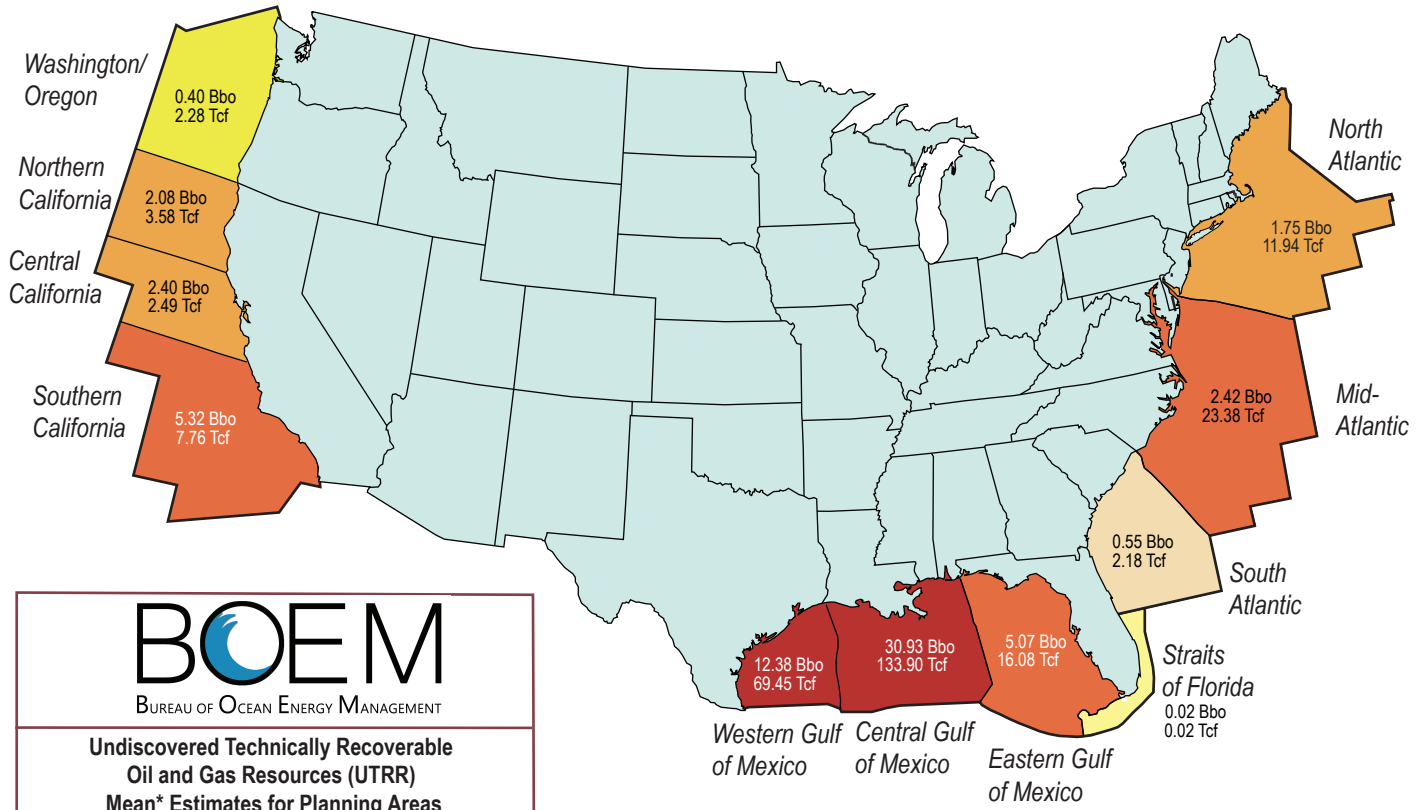 Washington/
Oregon
0.40 Bbo
2.28 Tcf
Northern
California
2.08 Bbo
3.58 Tcf
Central
California
2.40 Bbo
2.49 Tcf
Southern
California
5.32 Bbo
7.76 Tcf
North
Atlantic
1.75 Bbo
11.94 Tcf
Mid-
Atlantic
2.42 Bbo
23.38 Tcf
South
Atlantic
0.55 Bbo
2.18 Tcf
Straits
of Florida
0.02 Bbo
0.02 Tcf
12.38 Bbo
69.45 Tcf
Western Gulf
of Mexico
30.93 Bbo
133.90 Tcf
Central Gulf
of Mexico
5.07 Bbo
16.08 Tcf
Eastern Gulf
of Mexico
BOEM
BUREAU OF OCEAN ENERGY MANAGEMENT
Undiscovered Technically Recoverable
Oil and Gas Resources (UTRR)
Mean* Estimates for Planning Areas